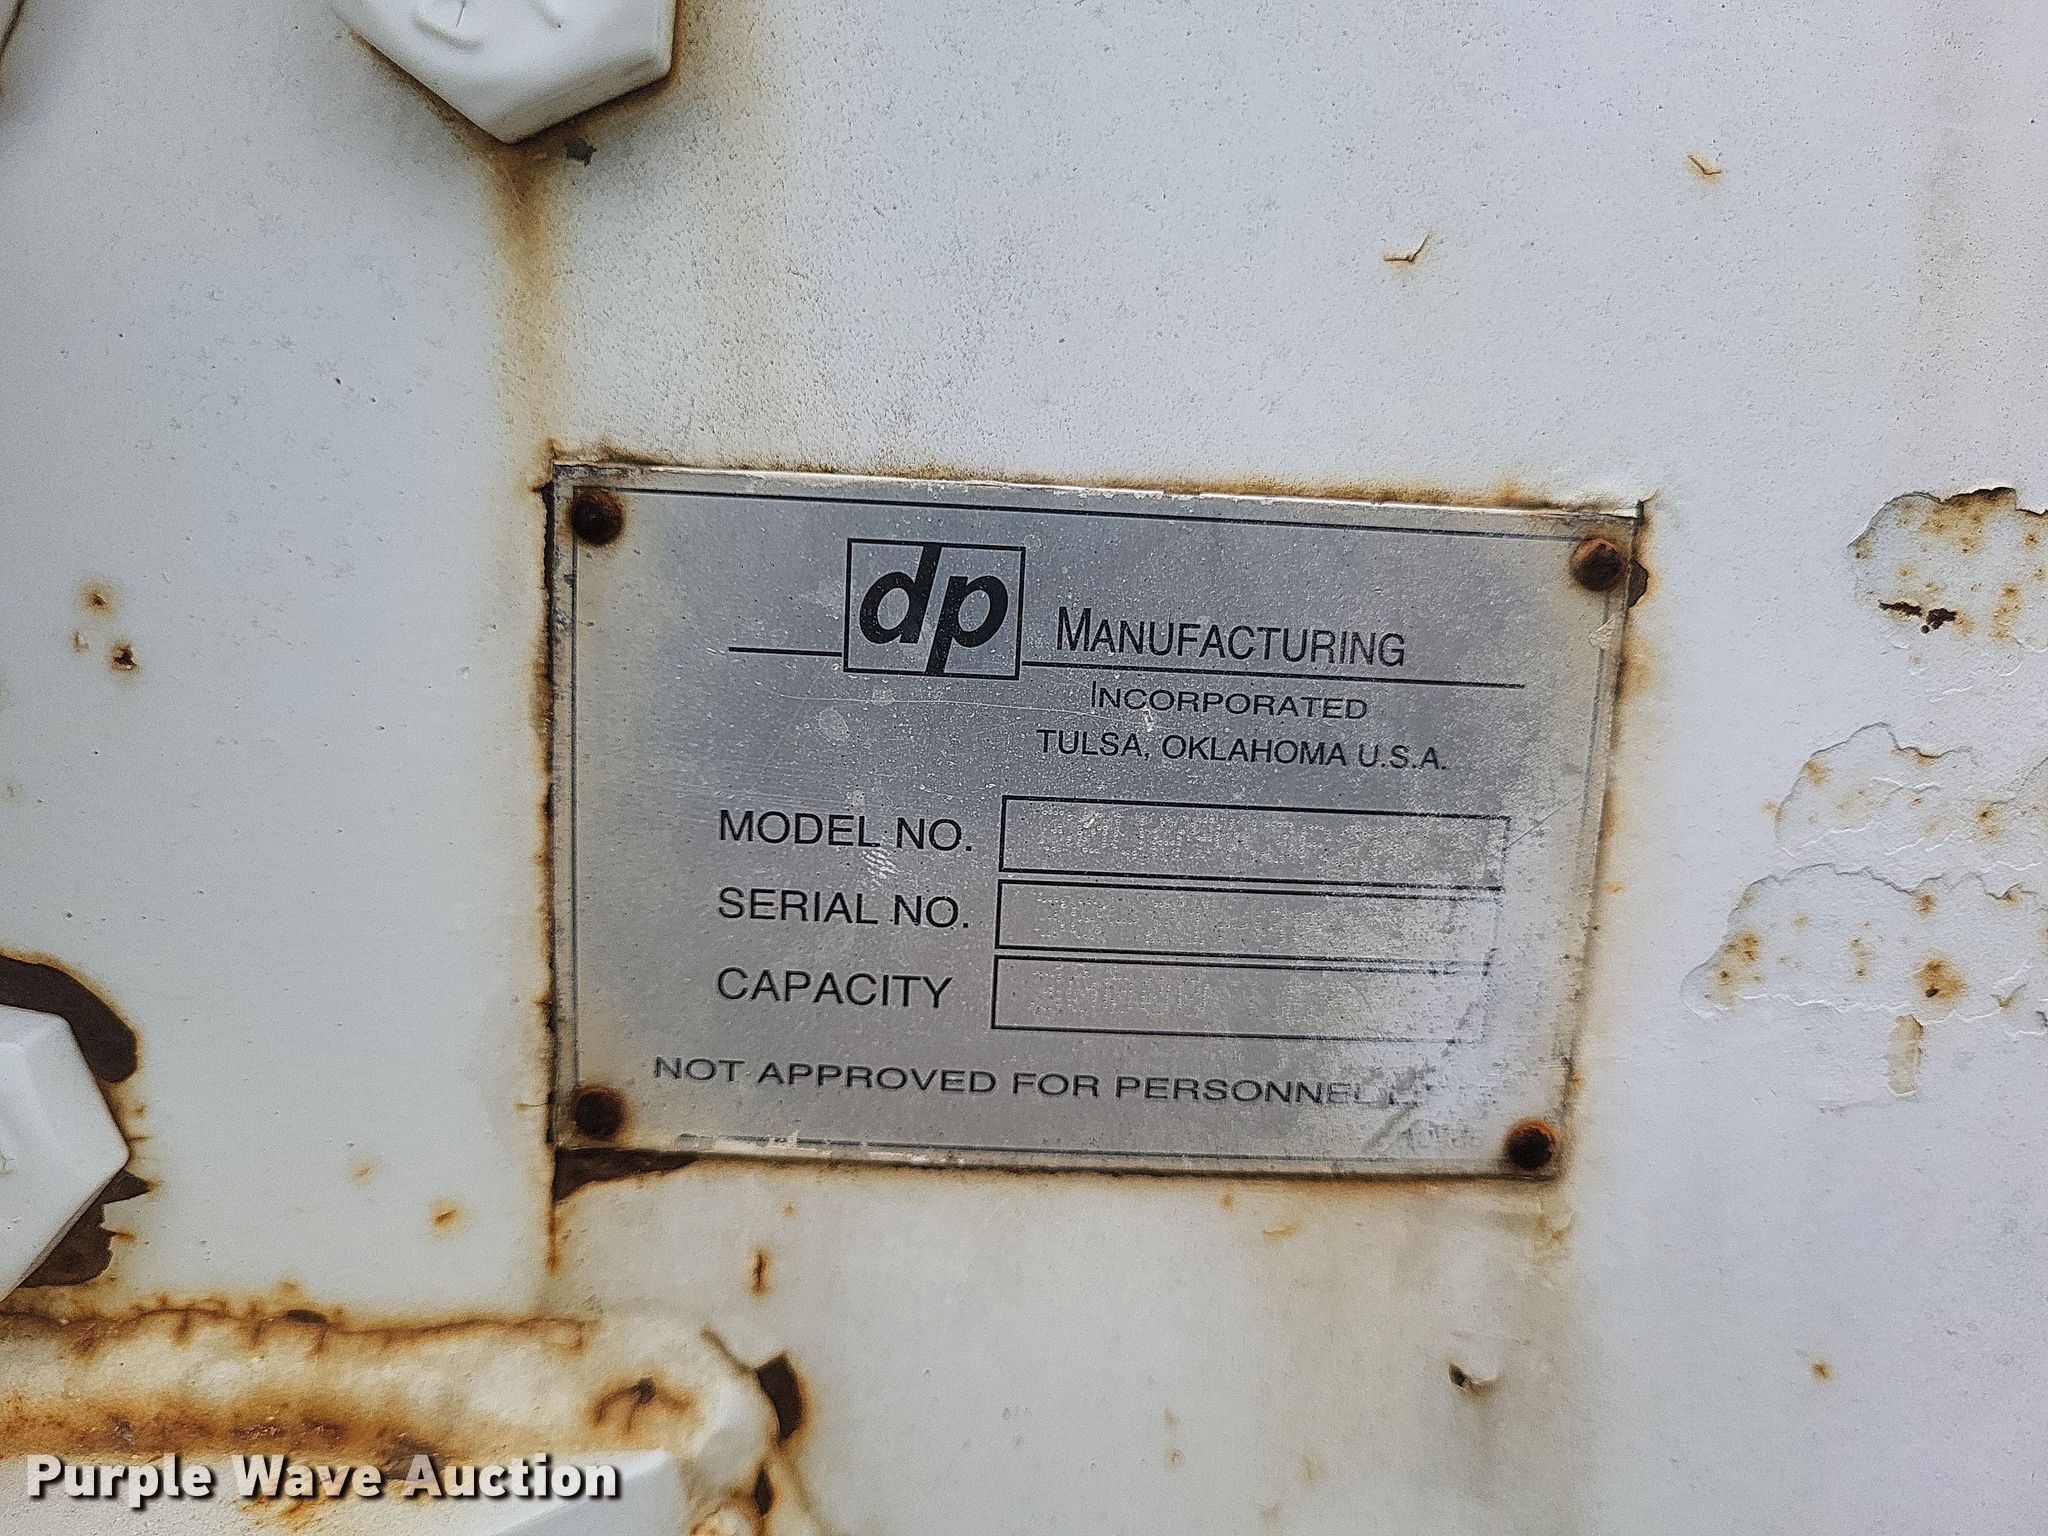 dp MANUFACTURING
INCORPORATED
TULSA, OKLAHOMA U.S.A.
MODEL NO.
SERIAL NO.
CAPACITY
NOT APPROVED FOR PERSONNEL
Purple Wave Auction